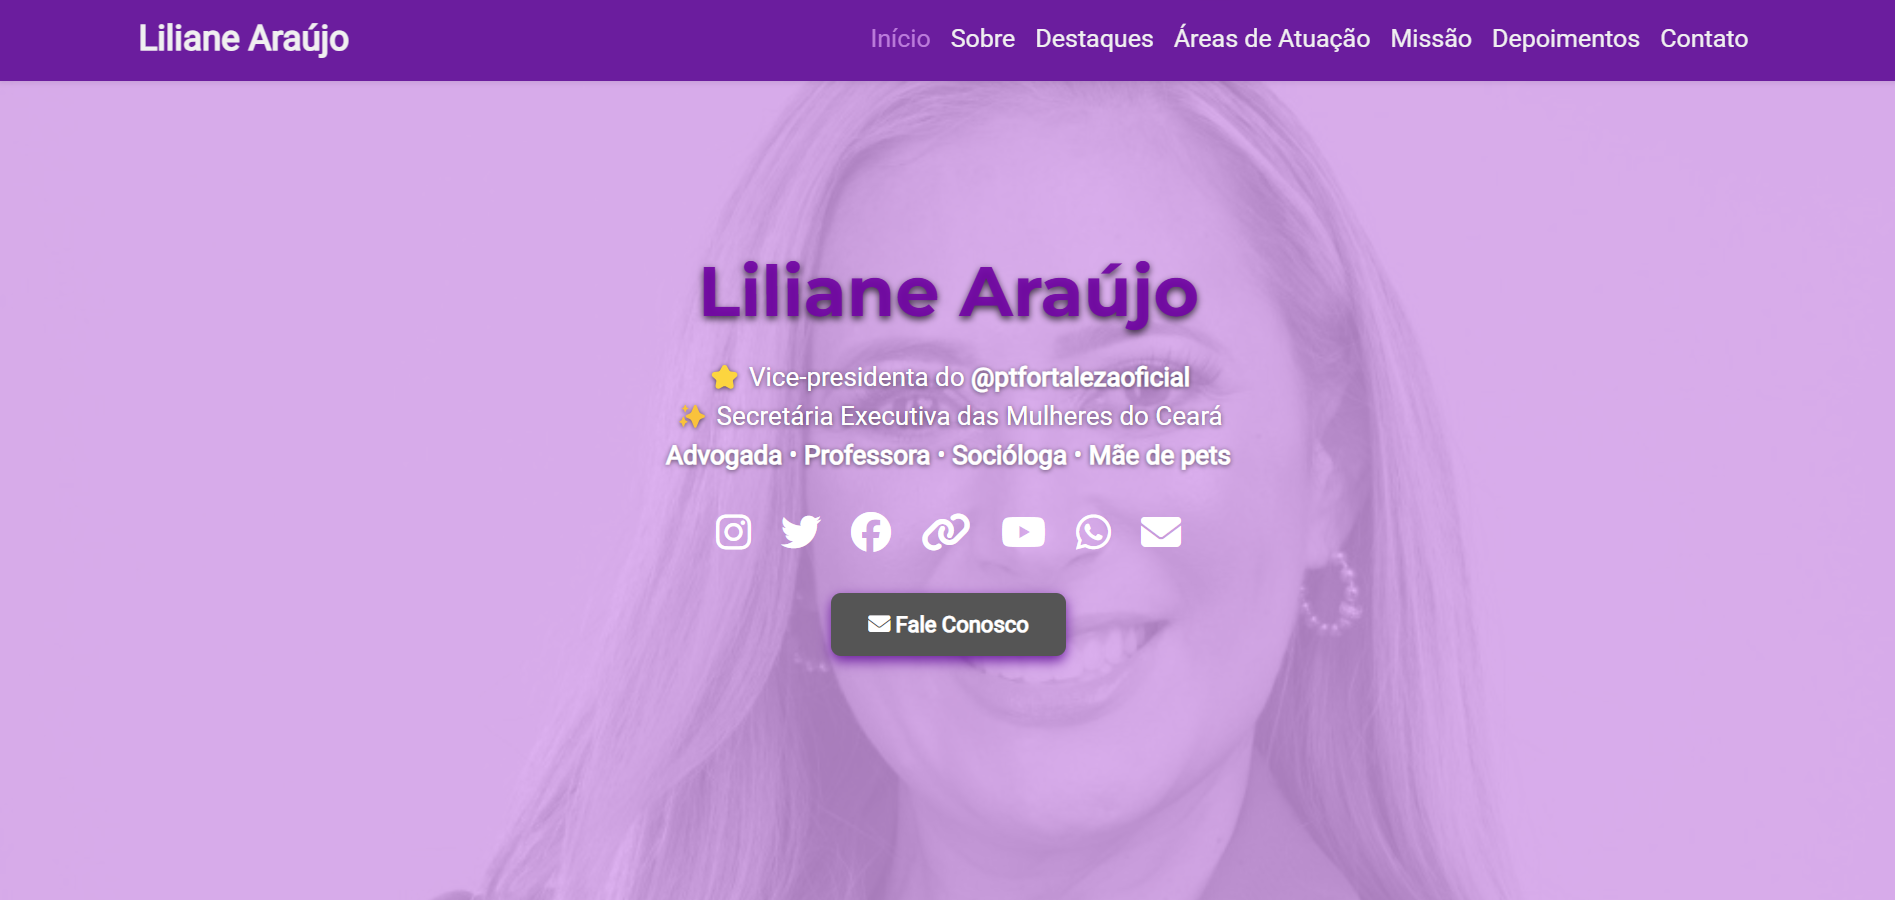 Liliane Araújo
Início Sobre Destaques Áreas de Atuação Missão Depoimentos Contato
Liliane Araújo
⭐ Vice-presidenta do @ptfortalezaoficial
✨ Secretária Executiva das Mulheres do Ceará
Advogada • Professora • Socióloga • Mãe de pets
Fale Conosco